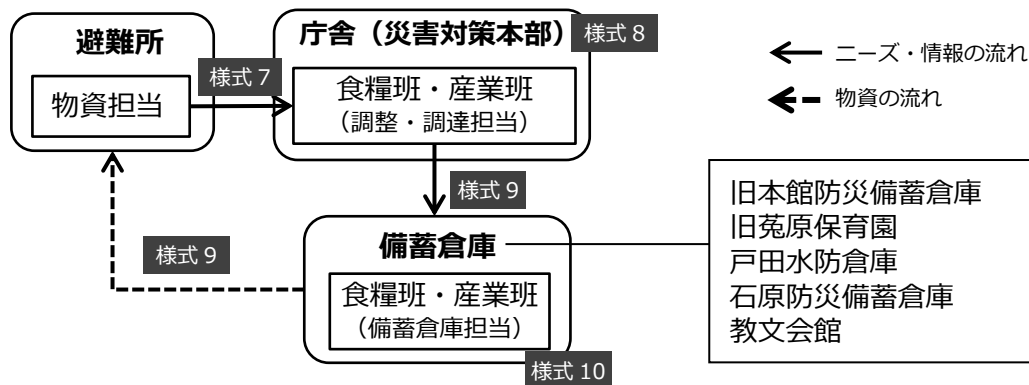 避難所
物資担当
様式 7
庁舎（災害対策本部）
様式 8
食糧班・産業班
（調整・調達担当）
ニーズ・情報の流れ
物資の流れ
様式 9
様式 9
備蓄倉庫
食糧班・産業班
（備蓄倉庫担当）
様式 10
旧本館防災備蓄倉庫
旧菟原保育園
戸田水防倉庫
石原防災備蓄倉庫
教文会館